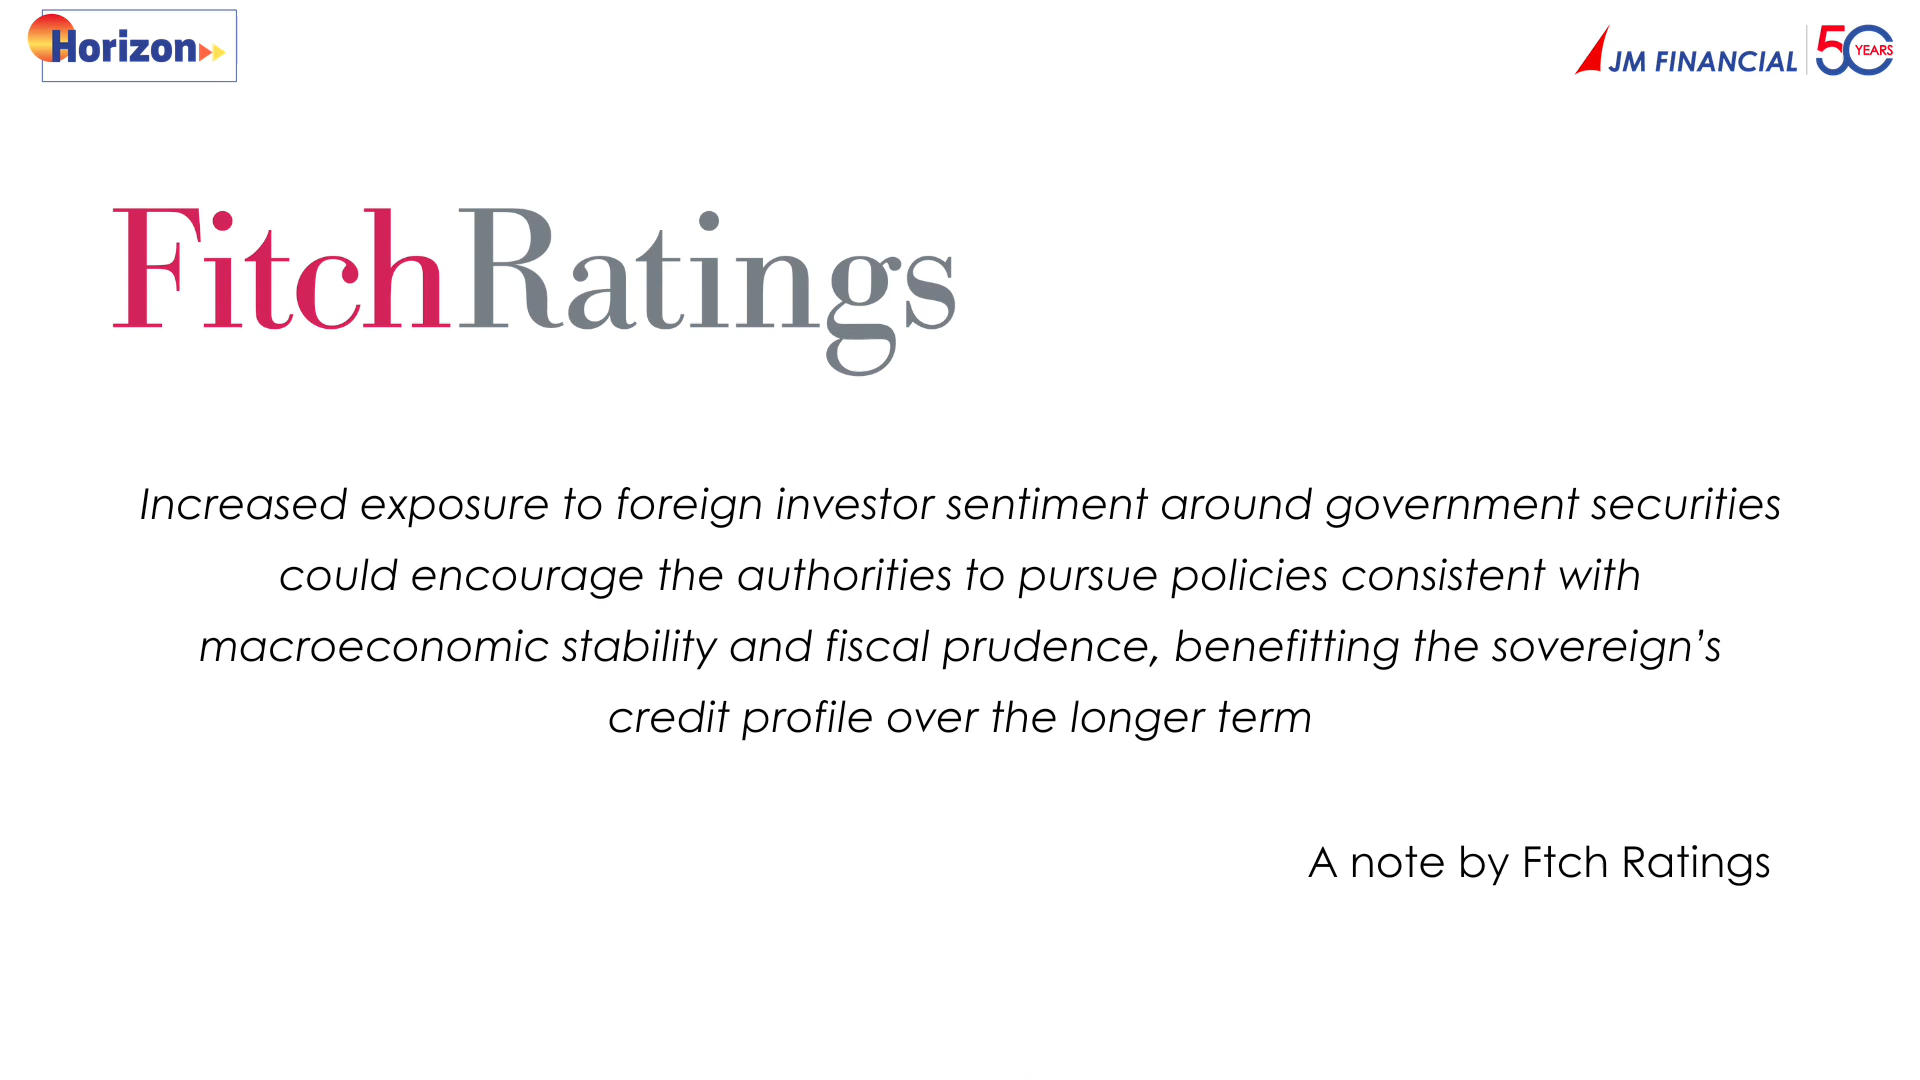 Horizon
JM FINANCIAL 50 YEARS
FitchRatings
Increased exposure to foreign investor sentiment around government securities
could encourage the authorities to pursue policies consistent with
macroeconomic stability and fiscal prudence, benefitting the sovereign’s
credit profile over the longer term
A note by Ftch Ratings